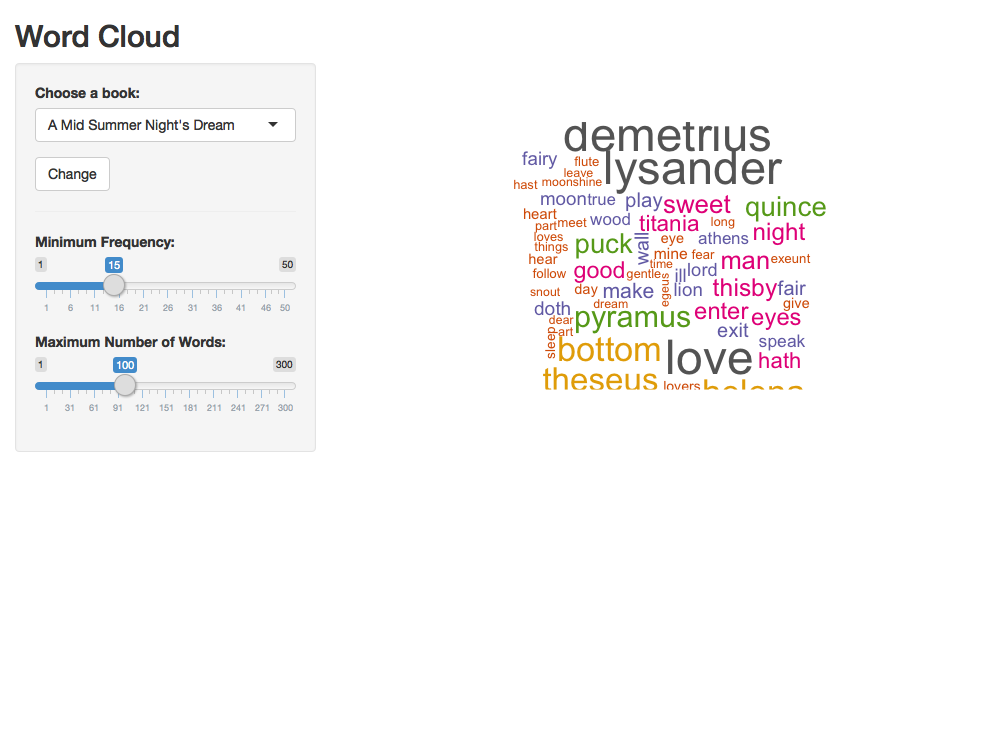 Word Cloud
Choose a book:
A Mid Summer Night's Dream
Change
Minimum Frequency:
1 15 50
1 6 11 16 21 26 31 36 41 46 50
Maximum Number of Words:
1 100 300
1 31 61 91 121 151 181 211 241 271 300
demetrius
fairy flute
leave lysander
hast moonshine
moon true play sweet quince
heart part meet wood titania long
loves puck wall eye athens night
things mine fear
hear good gentle time ill lord man exeunt
follow
snout day make egeus lion thisby fair
doth dream enter eyes give
dear pyramus exit
art speak
sleep bottom love hath
theseus lovers helena